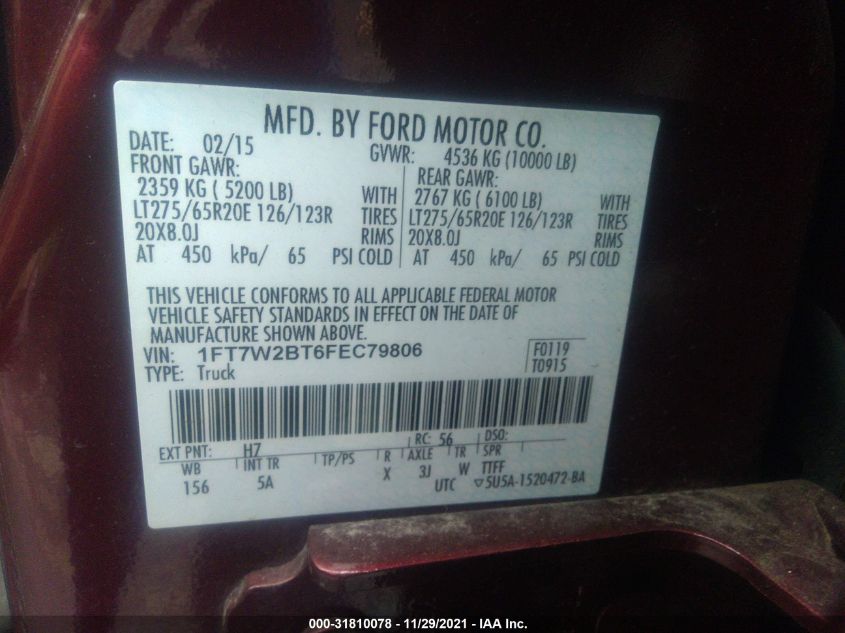 MFD. BY FORD MOTOR CO.
DATE: 02/15 GVWR: 4536 KG (10000 LB)
FRONT GAWR: REAR GAWR:
2359 KG ( 5200 LB) WITH 2767 KG ( 6100 LB) WITH
LT275/65R20E 126/123R TIRES LT275/65R20E 126/123R TIRES
20X8.0J RIMS 20X8.0J RIMS
AT 450 kPa/ 65 PSI COLD AT 450 kPa/ 65 PSI COLD
THIS VEHICLE CONFORMS TO ALL APPLICABLE FEDERAL MOTOR
VEHICLE SAFETY STANDARDS IN EFFECT ON THE DATE OF
MANUFACTURE SHOWN ABOVE.
VIN: 1FT7W2BT6FEC79806 F0119
TYPE: Truck T0915
EXT PNT: H7 RC: 56 DSO:
WB INT TR TP/PS R AXLE TR SPR
156 5A X 3J W TTFF
UTC ▽5U5A-1520472-BA
000-31810078 - 11/29/2021 - IAA Inc.